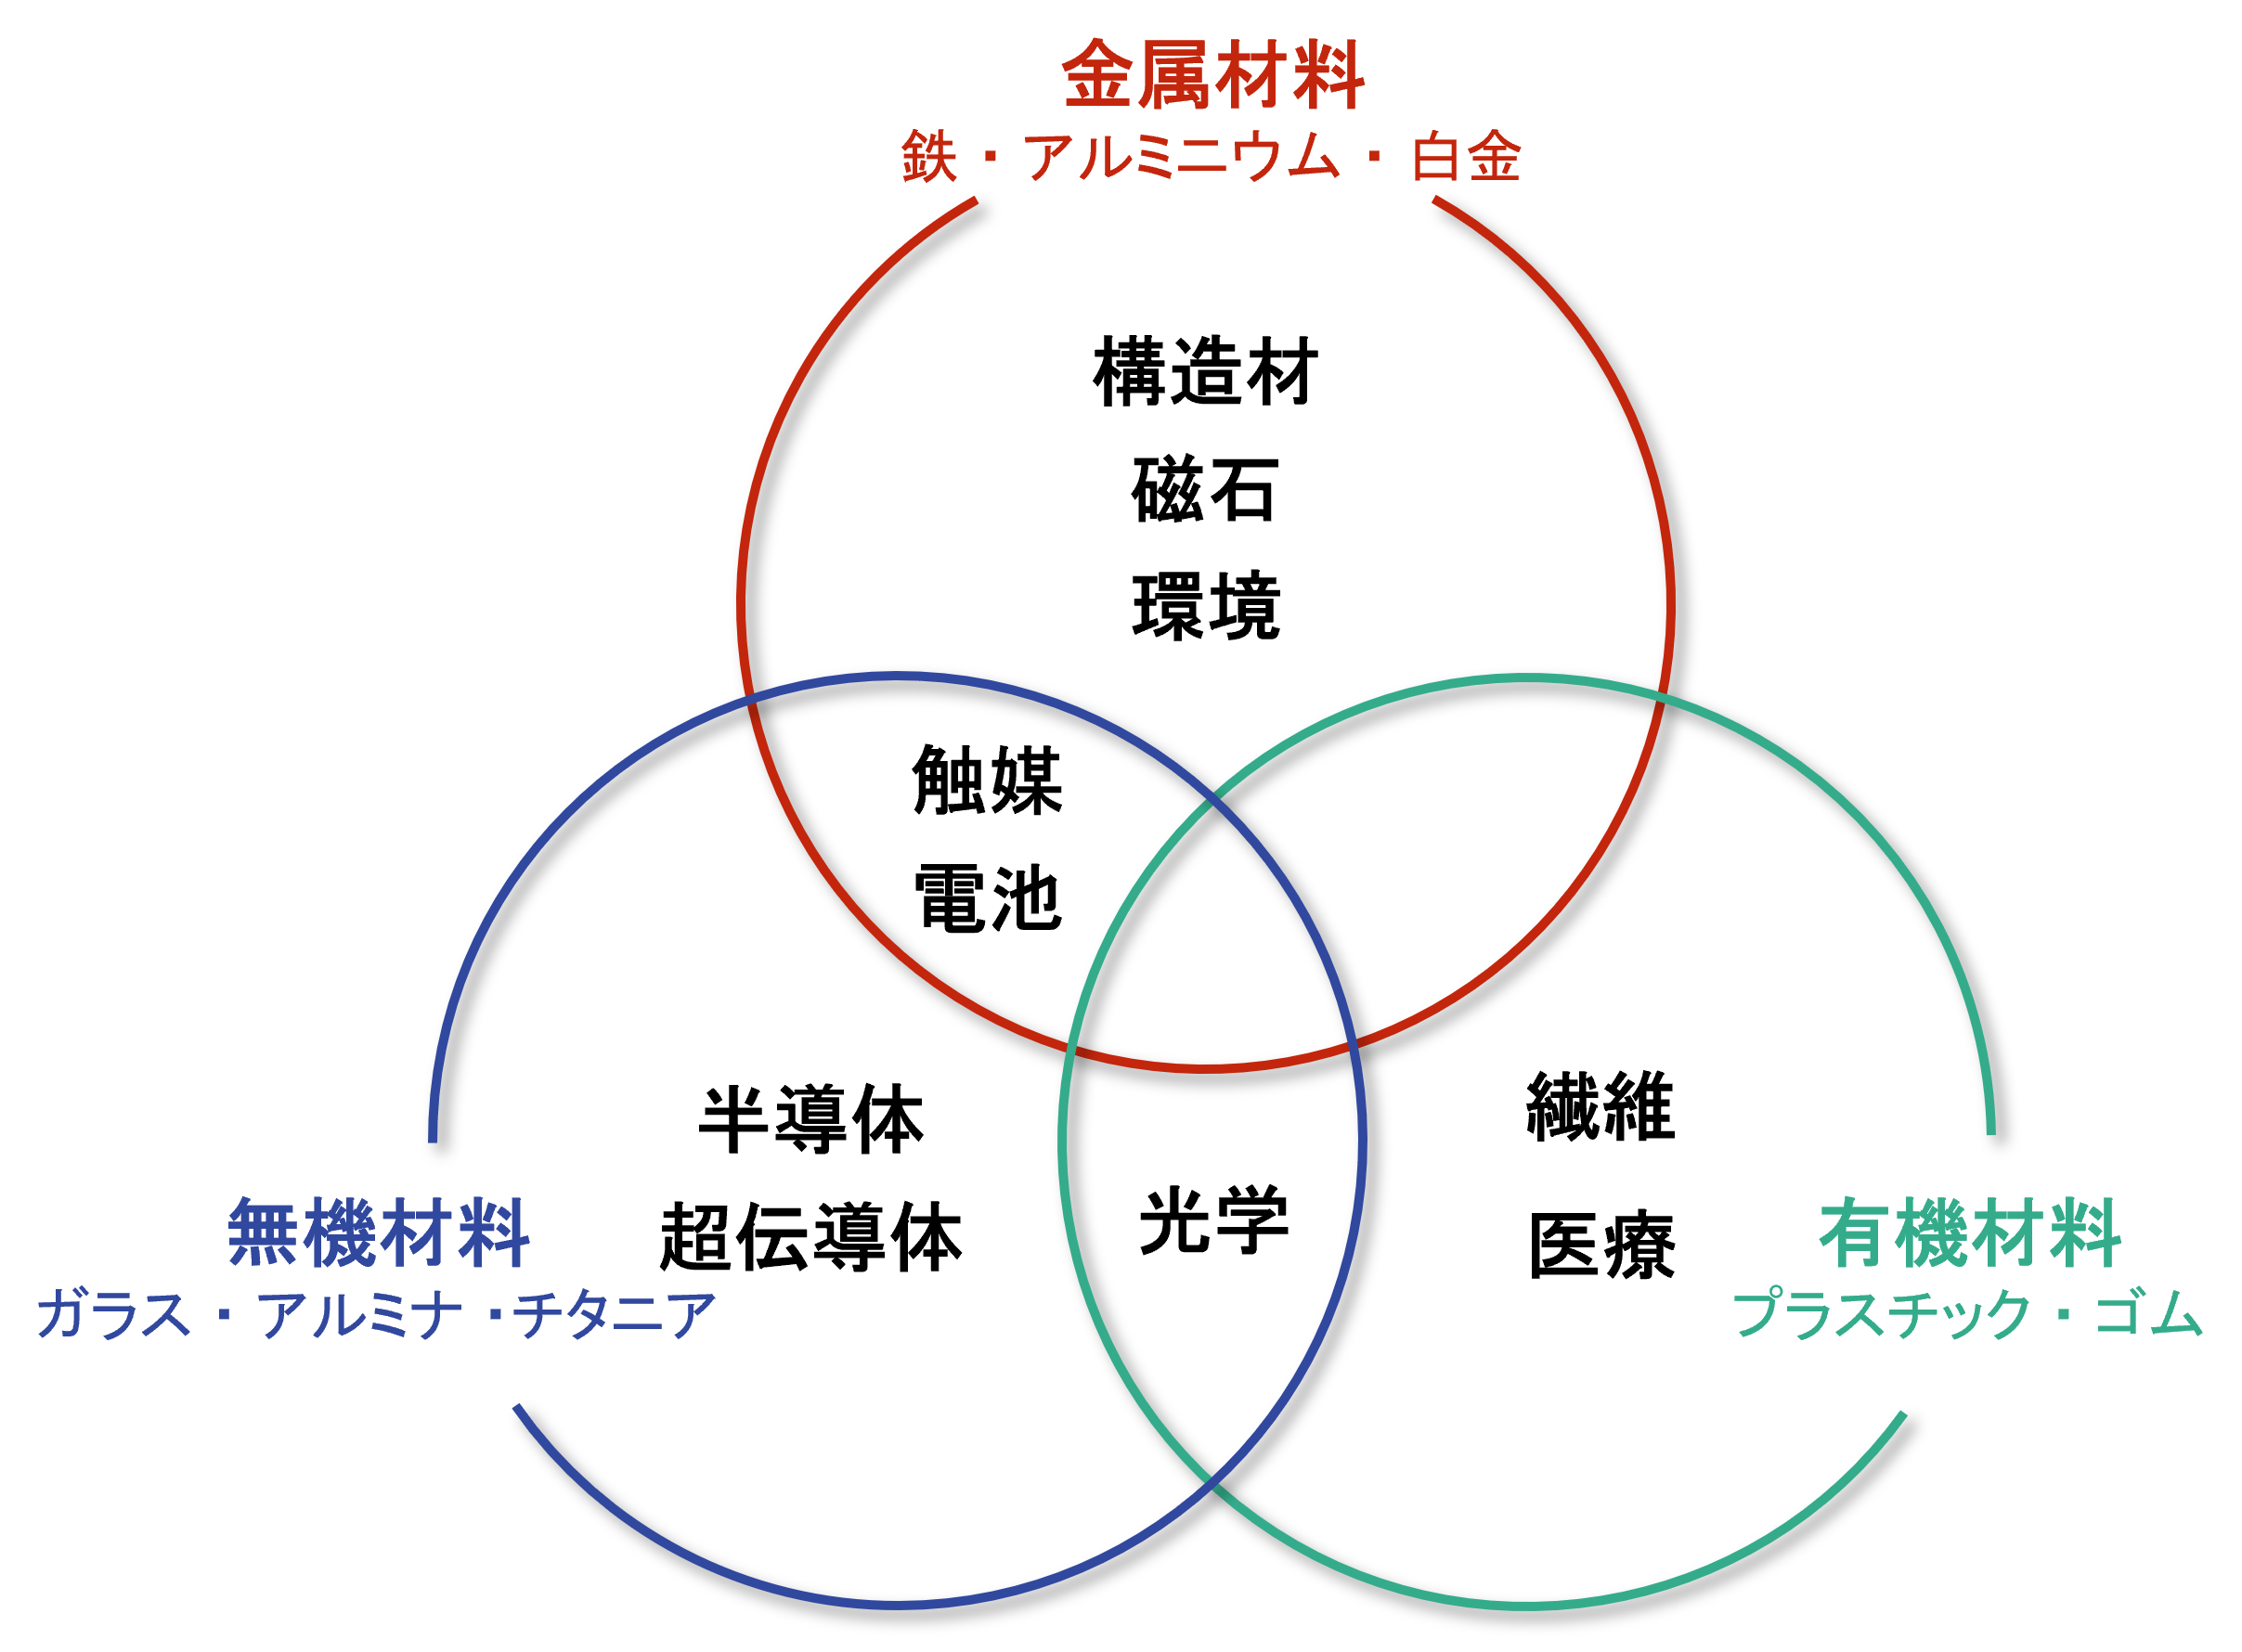 金属材料
鉄・アルミニウム・白金
構造材
磁石
環境
触媒
電池
半導体
超伝導体
光学
繊維
医療
無機材料
ガラス・アルミナ・チタニア
有機材料
プラスチック・ゴム